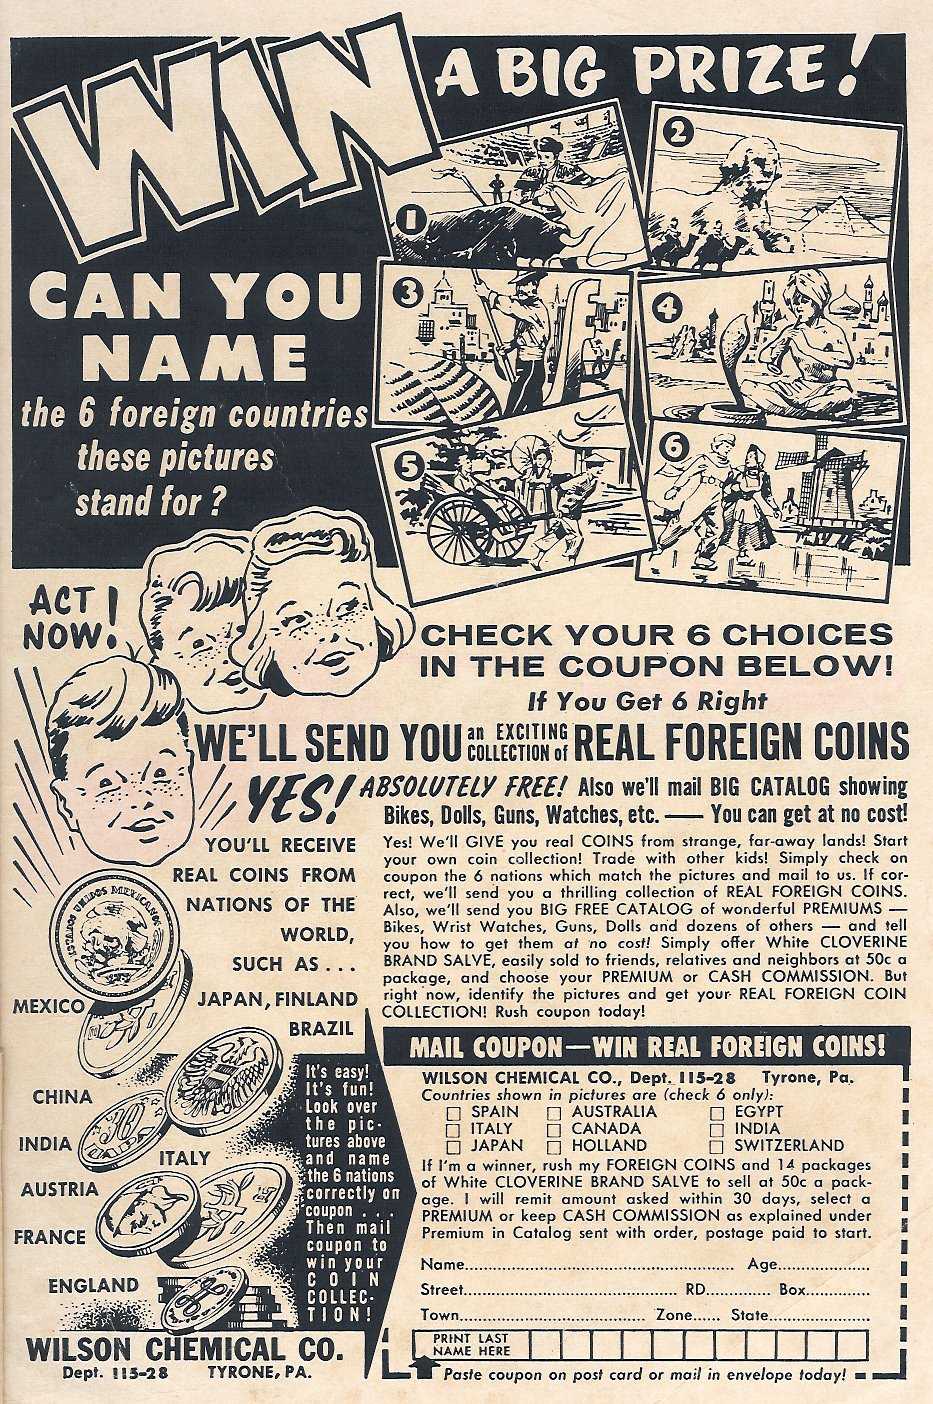 WIN A BIG PRIZE!
1
2
3
4
5
6
CAN YOU
NAME
the 6 foreign countries
these pictures
stand for?
ACT
NOW!
CHECK YOUR 6 CHOICES
IN THE COUPON BELOW!
If You Get 6 Right
WE'LL SEND YOU an EXCITING COLLECTION of REAL FOREIGN COINS
YES! ABSOLUTELY FREE! Also we'll mail BIG CATALOG showing
Bikes, Dolls, Guns, Watches, etc. — You can get at no cost!
YOU'LL RECEIVE
REAL COINS FROM
NATIONS OF THE
WORLD,
SUCH AS...
JAPAN, FINLAND
BRAZIL
ESTADOS UNIDOS MEXICANOS
MEXICO
CHINA
INDIA
ITALY
AUSTRIA
FRANCE
ENGLAND
Yes! We'll GIVE you real COINS from strange, far-away lands! Start
your own coin collection! Trade with other kids! Simply check on
coupon the 6 nations which match the pictures and mail to us. If cor-
rect, we'll send you a thrilling collection of REAL FOREIGN COINS.
Also, we'll send you BIG FREE CATALOG of wonderful PREMIUMS —
Bikes, Wrist Watches, Guns, Dolls and dozens of others — and tell
you how to get them at no cost! Simply offer White CLOVERINE
BRAND SALVE, easily sold to friends, relatives and neighbors at 50c a
package, and choose your PREMIUM or CASH COMMISSION. But
right now, identify the pictures and get your REAL FOREIGN COIN
COLLECTION! Rush coupon today!
It's easy!
It's fun!
Look over
the pic-
tures above
and name
the 6 nations
correctly on
coupon...
Then mail
coupon to
win your
COIN
COLLEC-
TION!
WILSON CHEMICAL CO.
Dept. 115-28 TYRONE, PA.
MAIL COUPON—WIN REAL FOREIGN COINS!
WILSON CHEMICAL CO., Dept. 115-28 Tyrone, Pa.
Countries shown in pictures are (check 6 only):
□ SPAIN □ AUSTRALIA □ EGYPT
□ ITALY □ CANADA □ INDIA
□ JAPAN □ HOLLAND □ SWITZERLAND
If I'm a winner, rush my FOREIGN COINS and 14 packages
of White CLOVERINE BRAND SALVE to sell at 50c a pack-
age. I will remit amount asked within 30 days, select a
PREMIUM or keep CASH COMMISSION as explained under
Premium in Catalog sent with order, postage paid to start.
Name.................... Age..........
Street.................... RD.......... Box..........
Town.................... Zone...... State..........
PRINT LAST
NAME HERE
Paste coupon on post card or mail in envelope today!